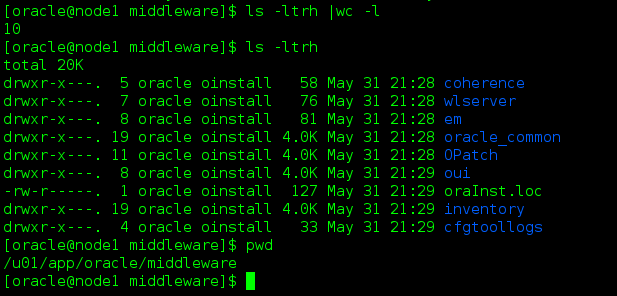 [oracle@node1 middleware]$ ls -ltrh |wc -l
10
[oracle@node1 middleware]$ ls -ltrh
total 20K
drwxr-x---.  5 oracle oinstall   58 May 31 21:28 coherence
drwxr-x---.  7 oracle oinstall   76 May 31 21:28 wlserver
drwxr-x---.  8 oracle oinstall   81 May 31 21:28 em
drwxr-x---. 19 oracle oinstall 4.0K May 31 21:28 oracle_common
drwxr-x---. 11 oracle oinstall 4.0K May 31 21:28 OPatch
drwxr-x---.  8 oracle oinstall 4.0K May 31 21:29 oui
-rw-r-----.  1 oracle oinstall  127 May 31 21:29 oraInst.loc
drwxr-x---. 19 oracle oinstall 4.0K May 31 21:29 inventory
drwxr-x---.  4 oracle oinstall   33 May 31 21:29 cfgtoollogs
[oracle@node1 middleware]$ pwd
/u01/app/oracle/middleware
[oracle@node1 middleware]$